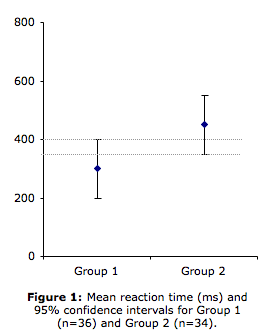 800
600
400
200
0
Group 1 Group 2
Figure 1: Mean reaction time (ms) and
95% confidence intervals for Group 1
(n=36) and Group 2 (n=34).